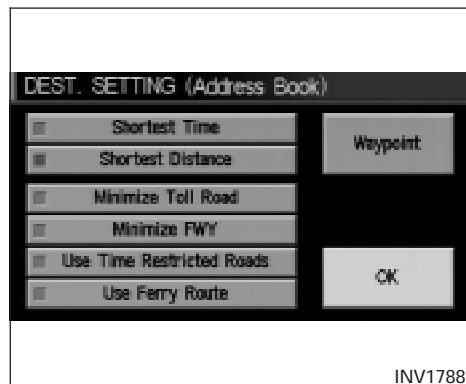 DEST. SETTING (Address Book)
Shortest Time
Shortest Distance
Waypoint
Minimize Toll Road
Minimize FWY
Use Time Restricted Roads
Use Ferry Route
OK
INV1788